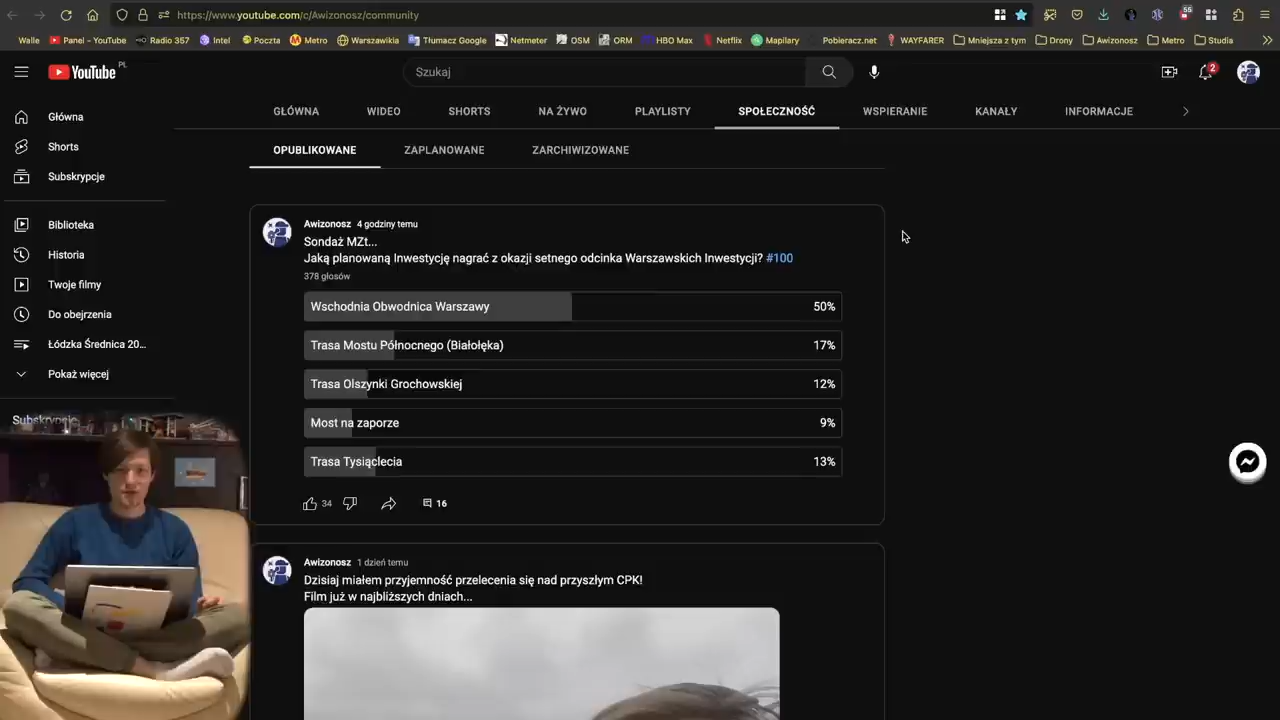 https://www.youtube.com/c/Awizonosz/community
55
Walle Panel – YouTube Radio 357 Intel Poczta Metro Warszawikia Tłumacz Google Netmeter OSM ORM HBO Max Netflix Mapilary Pobieracz.net WAYFARER Mniejsza z tym Drony Awizonosz Metro Studia
YouTube PL
Szukaj
2
GŁÓWNA WIDEO SHORTS NA ŻYWO PLAYLISTY SPOŁECZNOŚĆ WSPIERANIE KANAŁY INFORMACJE
Główna
Shorts
Subskrypcje
Biblioteka
Historia
Twoje filmy
Do obejrzenia
Łódzka Średnica 20...
Pokaż więcej
Subskrypcje
OPUBLIKOWANE ZAPLANOWANE ZARCHIWIZOWANE
Awizonosz 4 godziny temu
Sondaż MZt...
Jaką planowaną Inwestycję nagrać z okazji setnego odcinka Warszawskich Inwestycji? #100
378 głosów
Wschodnia Obwodnica Warszawy 50%
Trasa Mostu Północnego (Białołęka) 17%
Trasa Olszynki Grochowskiej 12%
Most na zaporze 9%
Trasa Tysiąclecia 13%
34 16
Awizonosz 1 dzień temu
Dzisiaj miałem przyjemność przelecenia się nad przyszłym CPK!
Film już w najbliższych dniach...